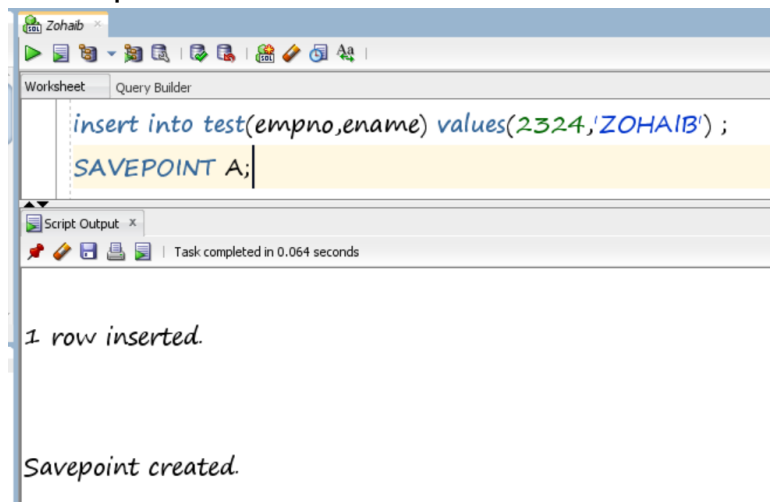 Zohaib
Worksheet Query Builder
insert into test(empno,ename) values(2324,'ZOHAIB') ;
SAVEPOINT A;
Script Output x
Task completed in 0.064 seconds
1 row inserted.
Savepoint created.